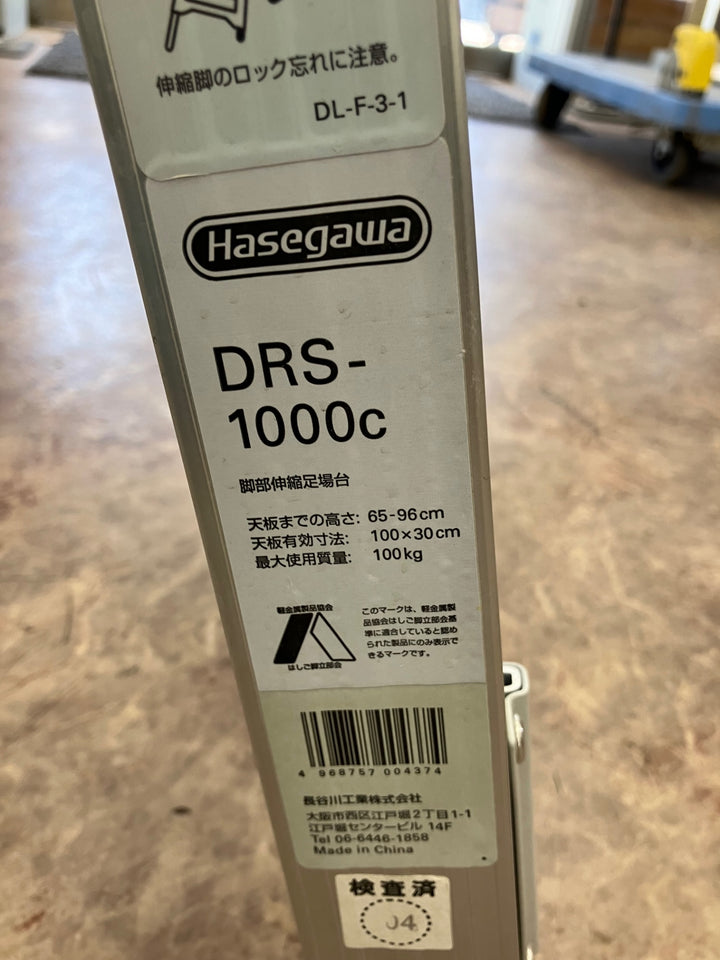 伸縮脚のロック忘れに注意。
DL-F-3-1
Hasegawa
DRS-
1000c
脚部伸縮足場台
天板までの高さ: 65-96cm
天板有効寸法: 100×30cm
最大使用質量: 100kg
軽金属製品協会
はしご脚立部会
このマークは、軽金属製
品協会はしご脚立部会基
準に適合していると認め
られた製品にのみ表示で
きるマークです。
4 968757 004374
長谷川工業株式会社
大阪市西区江戸堀2丁目1-1
江戸堀センタービル 14F
Tel 06-6446-1858
Made in China
検査済
04